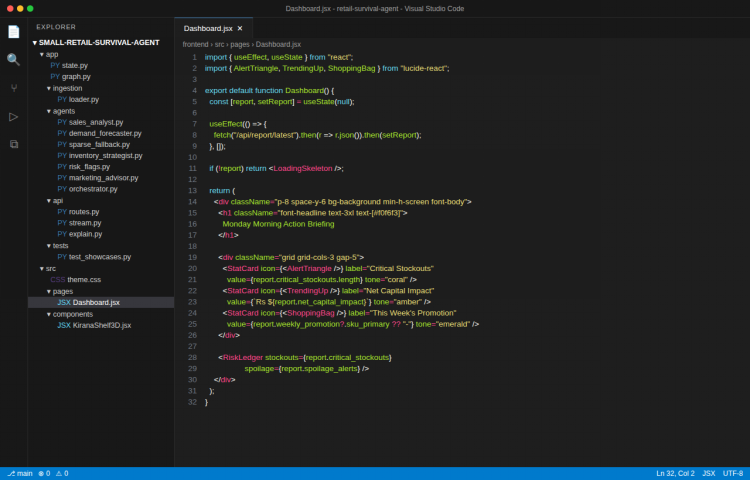 Dashboard.jsx - retail-survival-agent - Visual Studio Code
EXPLORER
▾ SMALL-RETAIL-SURVIVAL-AGENT
▾ app
PY state.py
PY graph.py
▾ ingestion
PY loader.py
▾ agents
PY sales_analyst.py
PY demand_forecaster.py
PY sparse_fallback.py
PY inventory_strategist.py
PY risk_flags.py
PY marketing_advisor.py
PY orchestrator.py
▾ api
PY routes.py
PY stream.py
PY explain.py
▾ tests
PY test_showcases.py
▾ src
CSS theme.css
▾ pages
JSX Dashboard.jsx
▾ components
JSX KiranaShelf3D.jsx
Dashboard.jsx ×
frontend › src › pages › Dashboard.jsx
1 import { useEffect, useState } from "react";
2 import { AlertTriangle, TrendingUp, ShoppingBag } from "lucide-react";
3
4 export default function Dashboard() {
5 const [report, setReport] = useState(null);
6
7 useEffect(() => {
8 fetch("/api/report/latest").then(r => r.json()).then(setReport);
9 }, []);
10
11 if (!report) return <LoadingSkeleton />;
12
13 return (
14 <div className="p-8 space-y-6 bg-background min-h-screen font-body">
15 <h1 className="font-headline text-3xl text-[#f0f6f3]">
16 Monday Morning Action Briefing
17 </h1>
18
19 <div className="grid grid-cols-3 gap-5">
20 <StatCard icon={<AlertTriangle />} label="Critical Stockouts"
21 value={report.critical_stockouts.length} tone="coral" />
22 <StatCard icon={<TrendingUp />} label="Net Capital Impact"
23 value={`Rs ${report.net_capital_impact}`} tone="amber" />
24 <StatCard icon={<ShoppingBag />} label="This Week's Promotion"
25 value={report.weekly_promotion?.sku_primary ?? "-"} tone="emerald" />
26 </div>
27
28 <RiskLedger stockouts={report.critical_stockouts}
29 spoilage={report.spoilage_alerts} />
30 </div>
31 );
32 }
⎇ main ⊗ 0 ⚠ 0
Ln 32, Col 2 JSX UTF-8